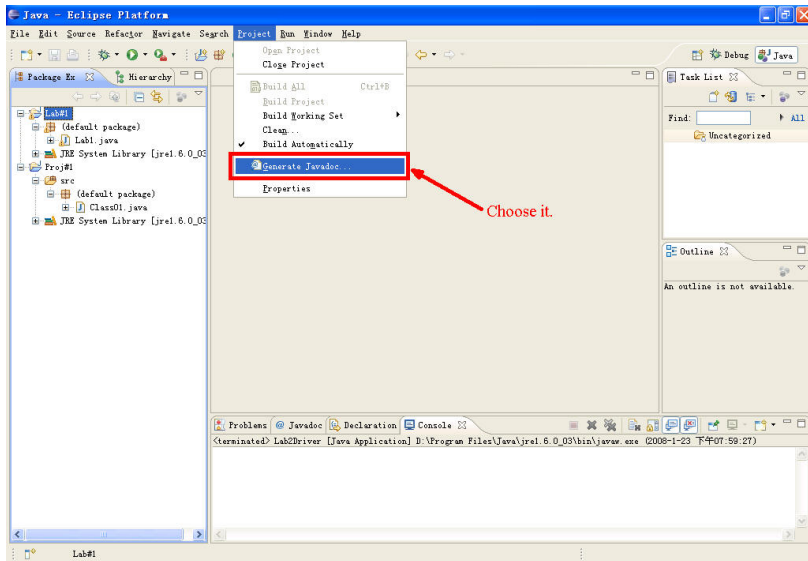 Java - Eclipse Platform
File Edit Source Refactor Navigate Search Project Run Window Help
Open Project
Close Project
Build All Ctrl+B
Build Project
Build Working Set
Clean...
Build Automatically
Generate Javadoc...
Properties
Choose it.
Debug Java
Package Ex Hierarchy
Lab#1
(default package)
Lab1.java
JRE System Library [jre1.6.0_03
Proj#1
src
(default package)
Class01.java
JRE System Library [jre1.6.0_03
Task List
Find: All
Uncategorized
Outline
An outline is not available.
Problems @ Javadoc Declaration Console
<terminated> Lab2Driver [Java Application] D:\Program Files\Java\jre1.6.0_03\bin\javaw.exe (2008-1-23 下午07:59:27)
Lab#1